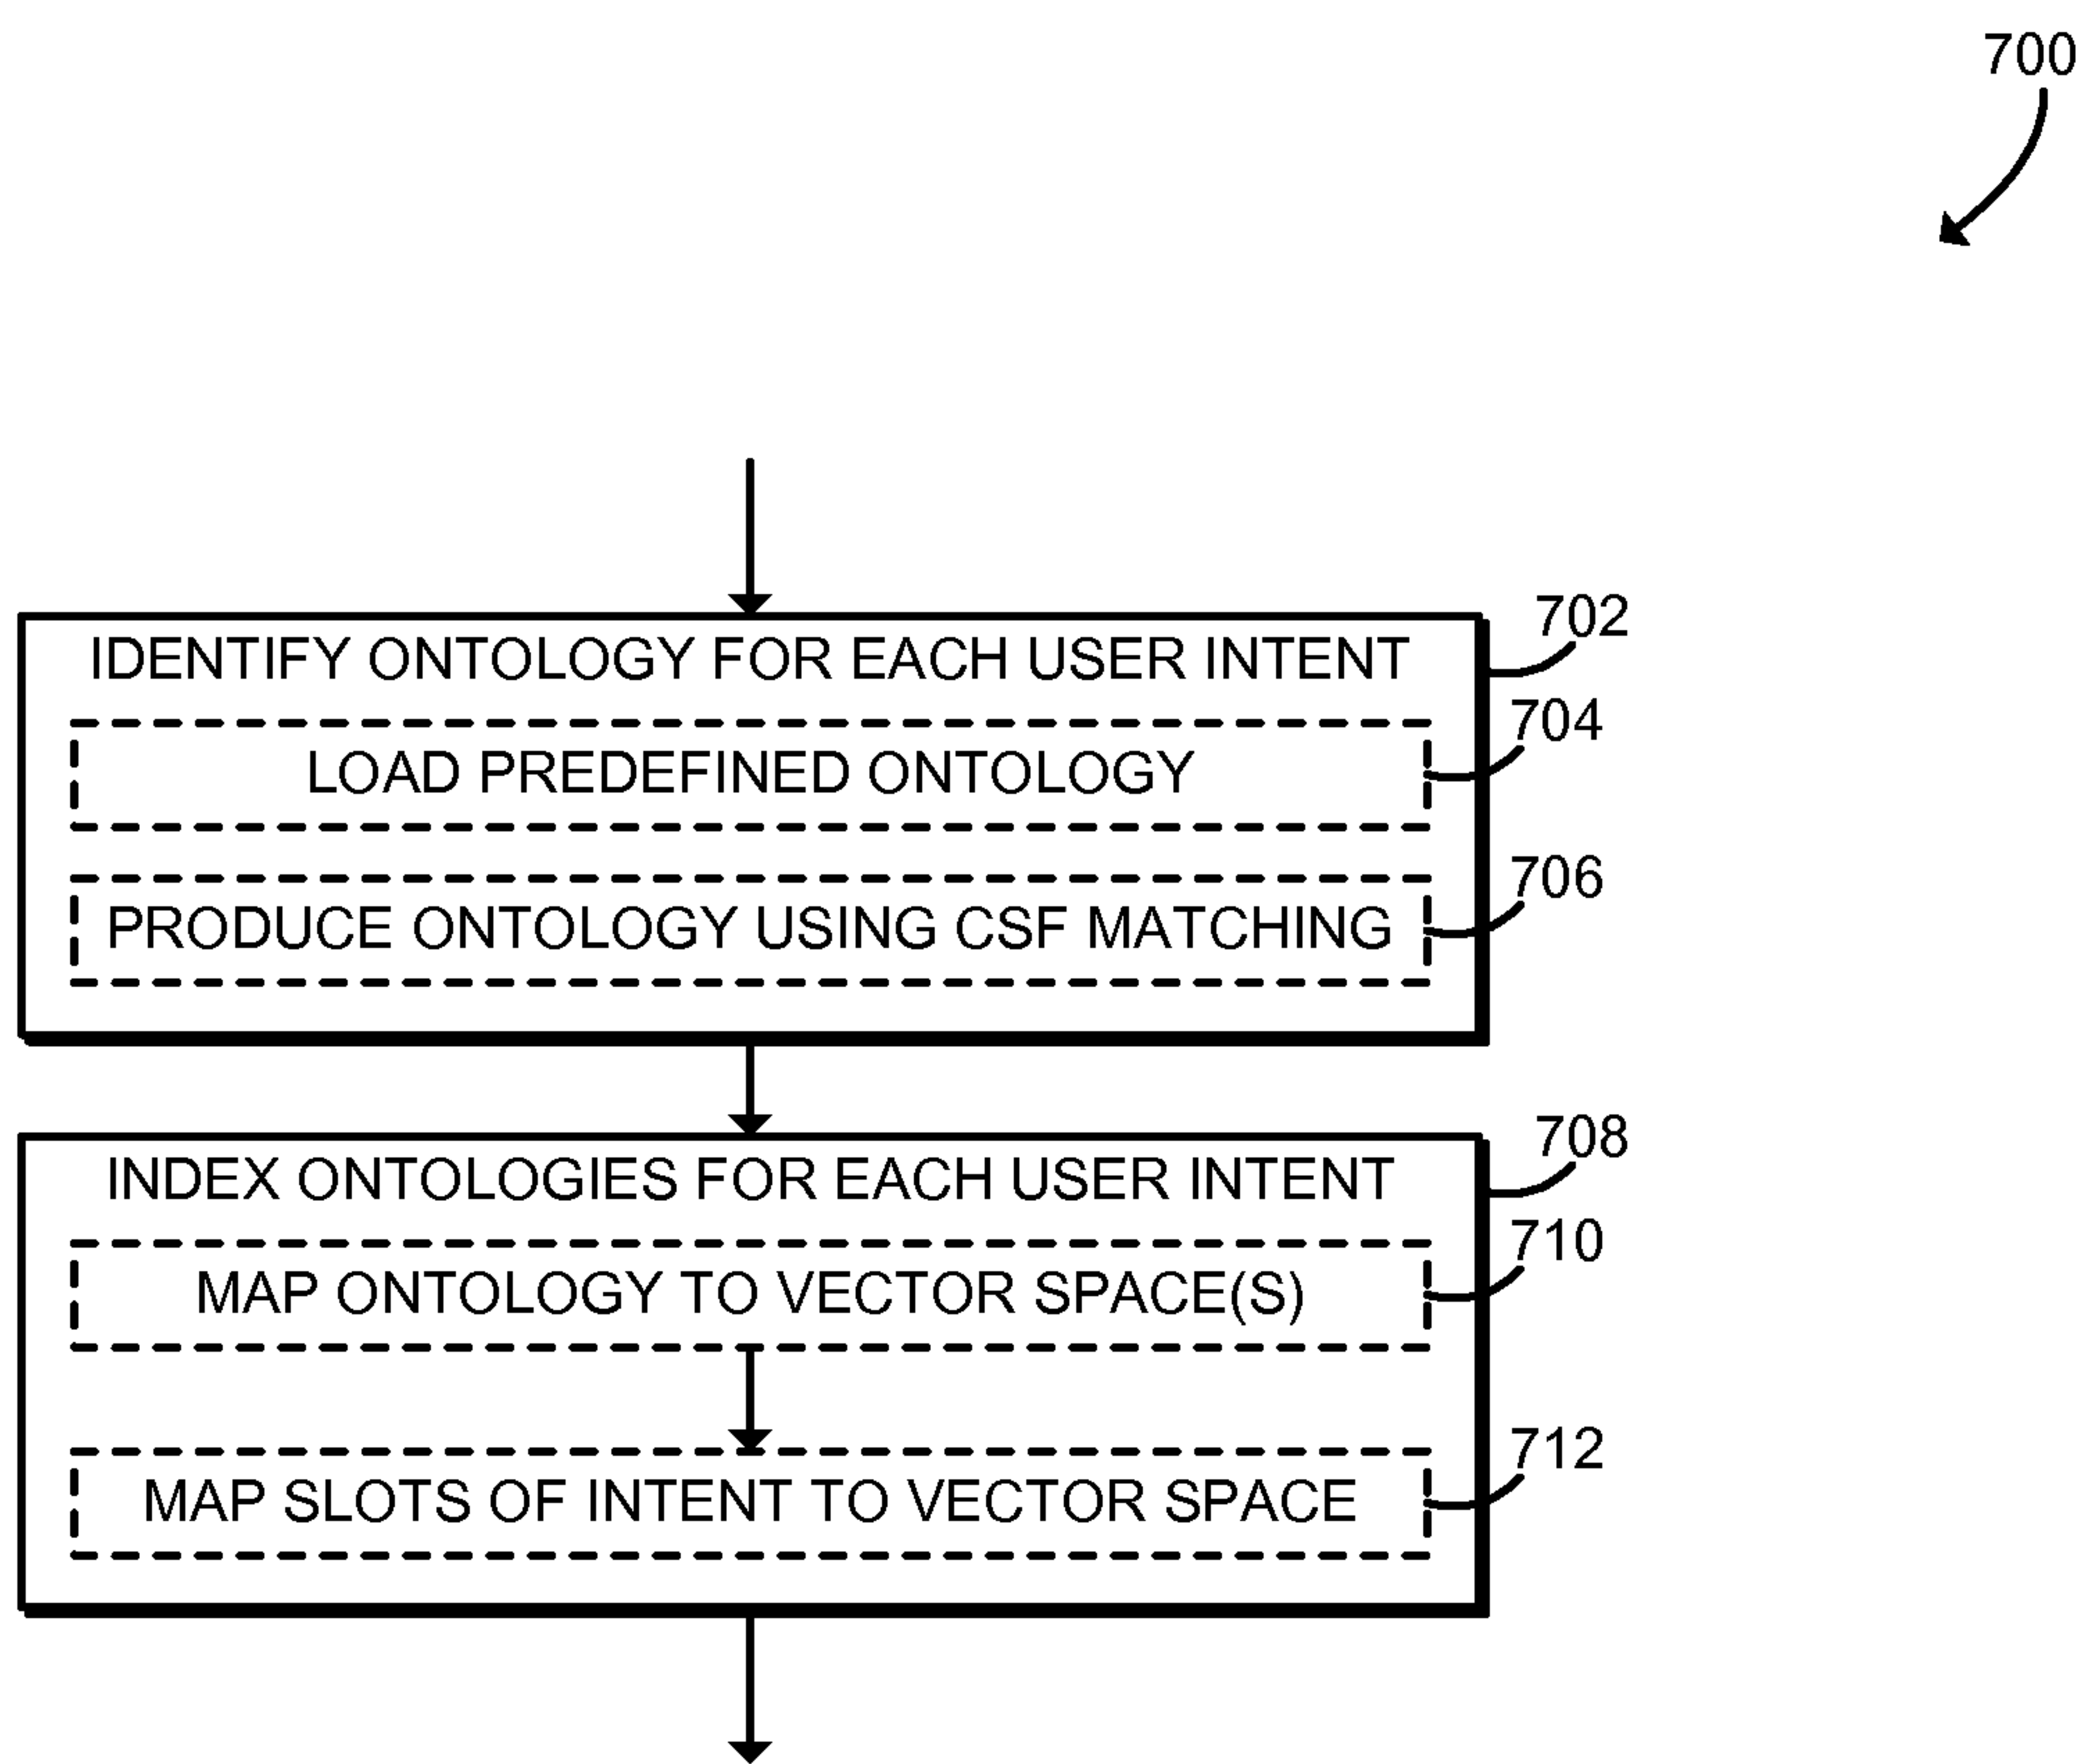 700
IDENTIFY ONTOLOGY FOR EACH USER INTENT
702
LOAD PREDEFINED ONTOLOGY
704
PRODUCE ONTOLOGY USING CSF MATCHING
706
INDEX ONTOLOGIES FOR EACH USER INTENT
708
MAP ONTOLOGY TO VECTOR SPACE(S)
710
MAP SLOTS OF INTENT TO VECTOR SPACE
712